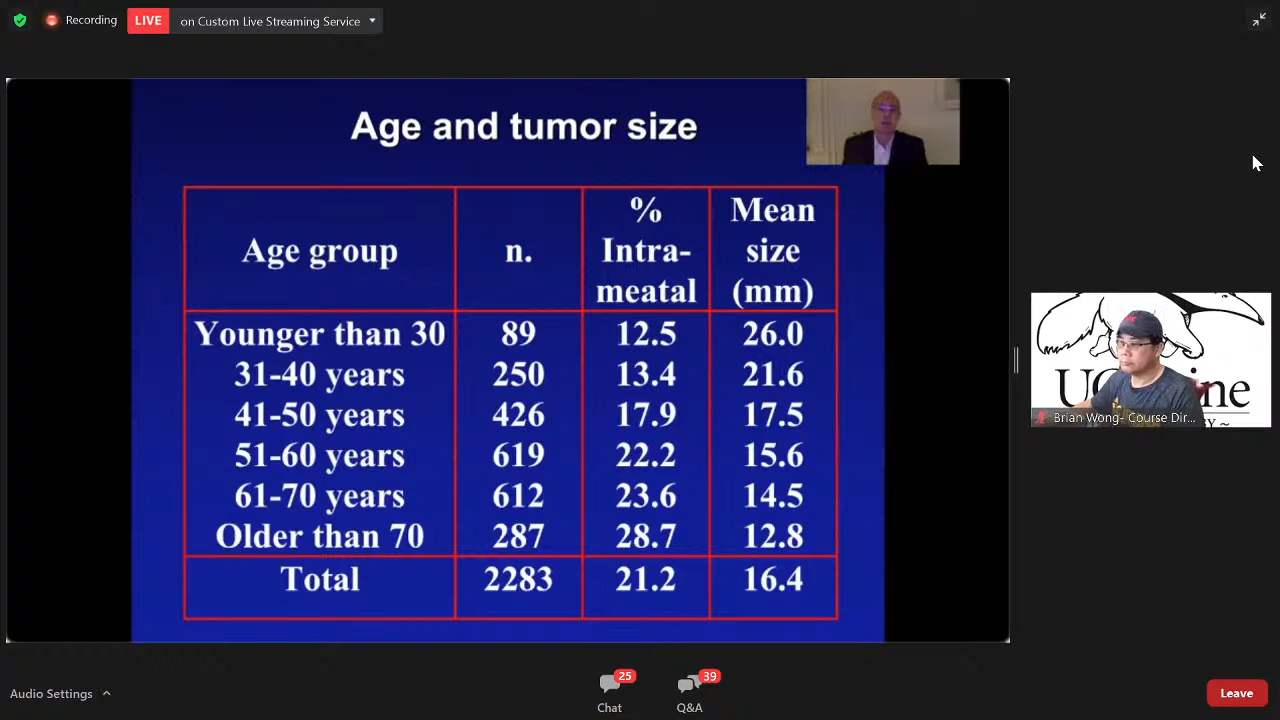 Recording LIVE on Custom Live Streaming Service
Age and tumor size
Age group n. % Intra-meatal Mean size (mm)
Younger than 30 89 12.5 26.0
31-40 years 250 13.4 21.6
41-50 years 426 17.9 17.5
51-60 years 619 22.2 15.6
61-70 years 612 23.6 14.5
Older than 70 287 28.7 12.8
Total 2283 21.2 16.4
Brian Wong- Course Dir...
Audio Settings
25
Chat
39
Q&A
Leave